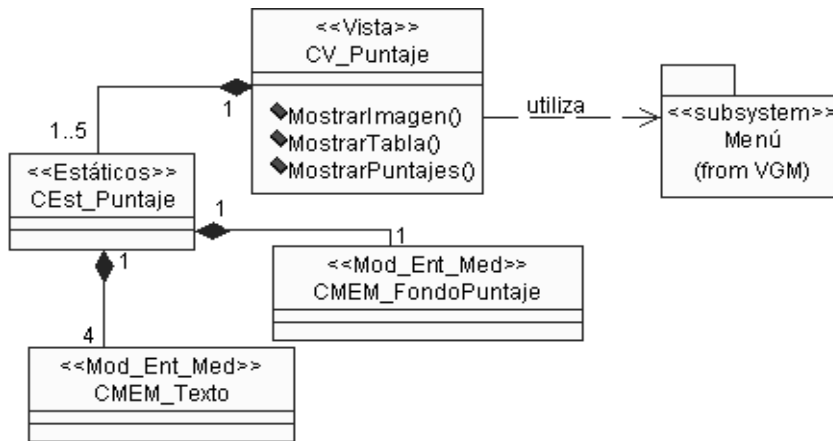 <<Vista>>
CV_Puntaje
MostrarImagen()
MostrarTabla()
MostrarPuntajes()
1
1..5
utiliza
<<subsystem>>
Menú
(from VGM)
<<Estáticos>>
CEst_Puntaje
1
1
1
4
<<Mod_Ent_Med>>
CMEM_FondoPuntaje
<<Mod_Ent_Med>>
CMEM_Texto